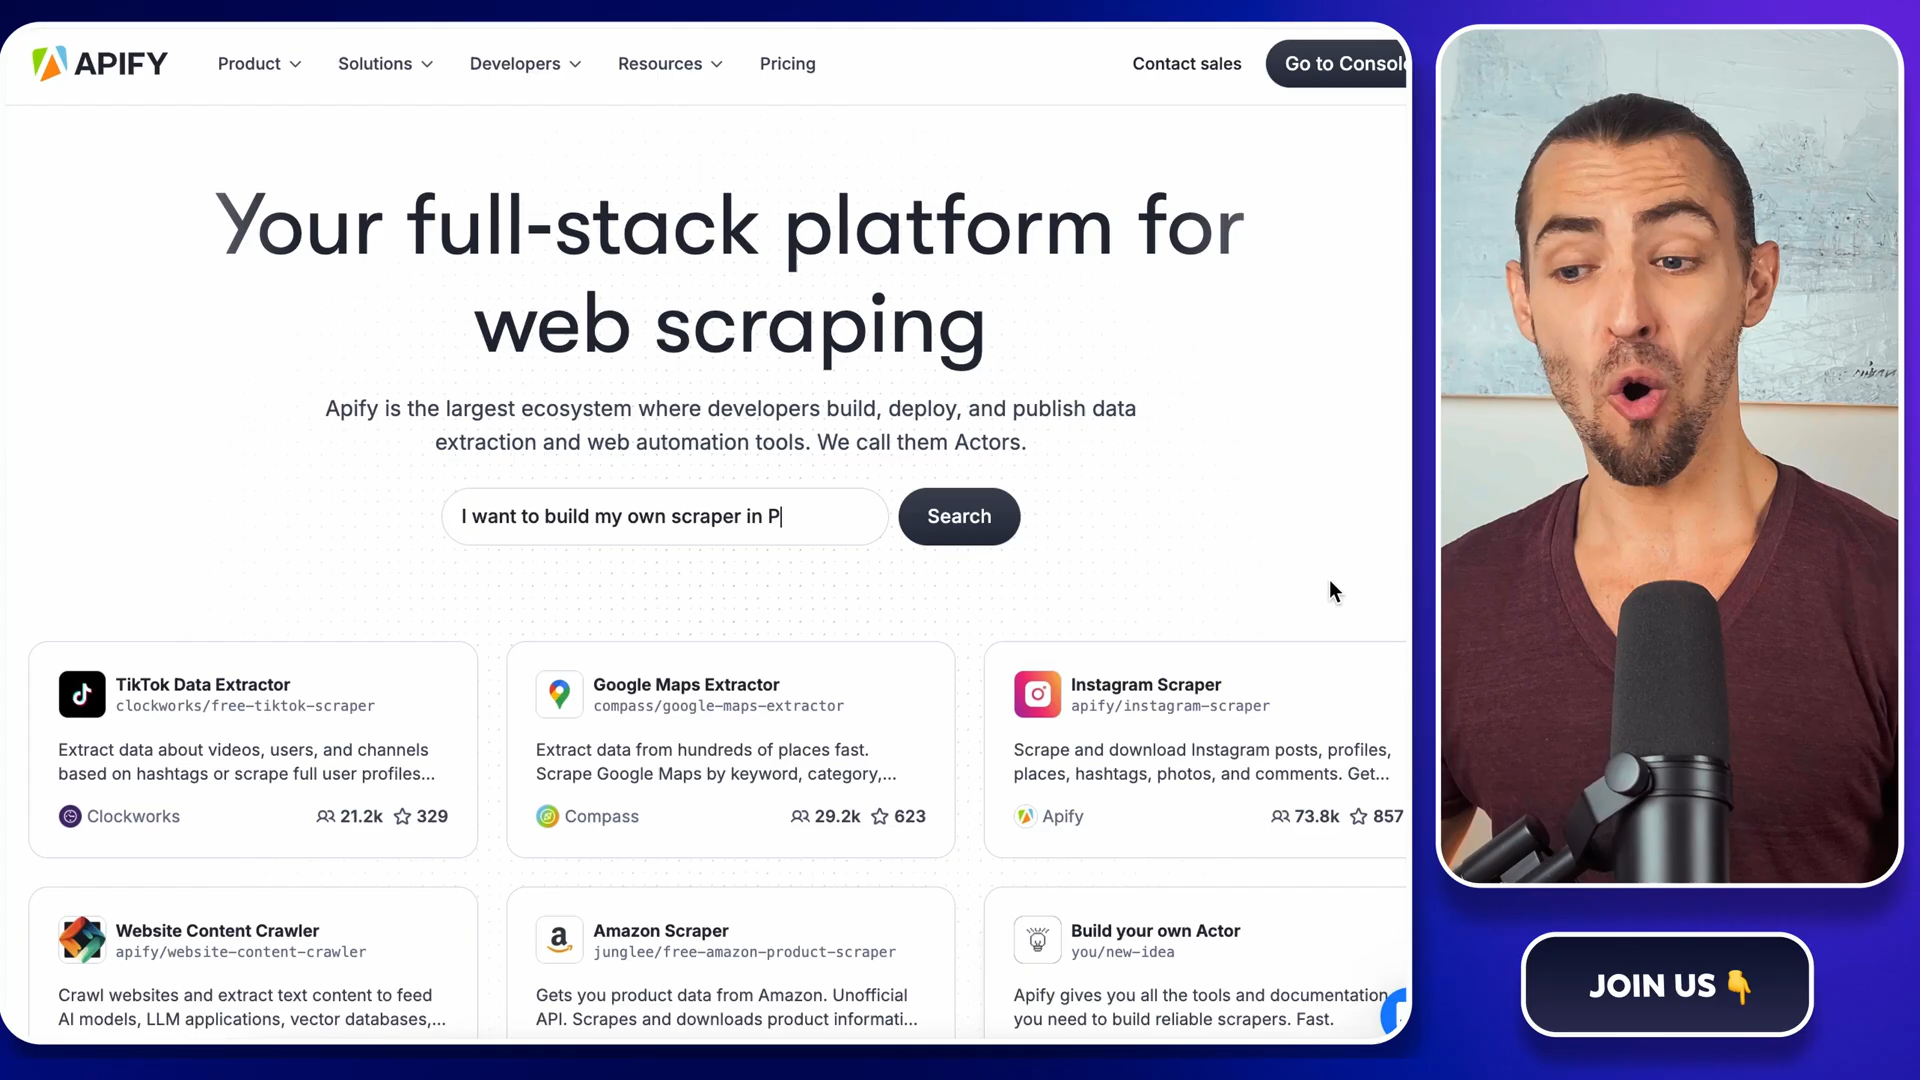 APIFY
Product
Solutions
Developers
Resources
Pricing
Contact sales
Go to Console
Your full-stack platform for
web scraping
Apify is the largest ecosystem where developers build, deploy, and publish data
extraction and web automation tools. We call them Actors.
I want to build my own scraper in P
Search
TikTok Data Extractor
clockworks/free-tiktok-scraper
Extract data about videos, users, and channels
based on hashtags or scrape full user profiles...
Clockworks
21.2k
329
Google Maps Extractor
compass/google-maps-extractor
Extract data from hundreds of places fast.
Scrape Google Maps by keyword, category,...
Compass
29.2k
623
Instagram Scraper
apify/instagram-scraper
Scrape and download Instagram posts, profiles,
places, hashtags, photos, and comments. Get...
Apify
73.8k
857
Website Content Crawler
apify/website-content-crawler
Crawl websites and extract text content to feed
AI models, LLM applications, vector databases,...
Amazon Scraper
junglee/free-amazon-product-scraper
Gets you product data from Amazon. Unofficial
API. Scrapes and downloads product informati...
Build your own Actor
you/new-idea
Apify gives you all the tools and documentation
you need to build reliable scrapers. Fast.
JOIN US 👇